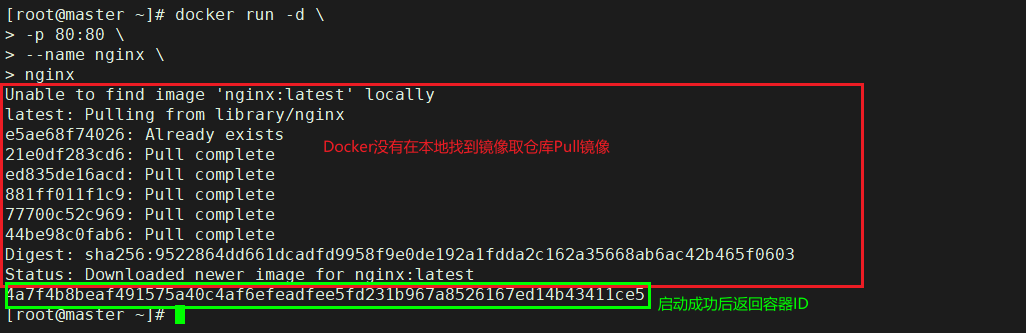 [root@master ~]# docker run -d \
> -p 80:80 \
> --name nginx \
> nginx
Unable to find image 'nginx:latest' locally
latest: Pulling from library/nginx
e5ae68f74026: Already exists
21e0df283cd6: Pull complete
ed835de16acd: Pull complete
881ff011f1c9: Pull complete
77700c52c969: Pull complete
44be98c0fab6: Pull complete
Docker没有在本地找到镜像取仓库Pull镜像
Digest: sha256:9522864dd661dcadfd9958f9e0de192a1fdda2c162a35668ab6ac42b465f0603
Status: Downloaded newer image for nginx:latest
4a7f4b8beaf491575a40c4af6efeadfee5fd231b967a8526167ed14b43411ce5
启动成功后返回容器ID
[root@master ~]#